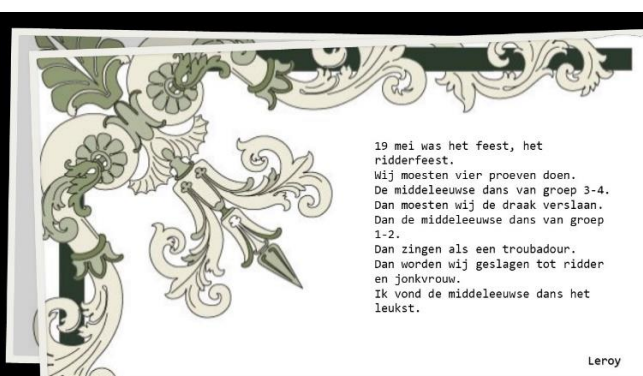 19 mei was het feest, het
ridderfeest.
Wij moesten vier proeven doen.
De middeleeuwse dans van groep 3-4.
Dan moesten wij de draak verslaan.
Dan de middeleeuwse dans van groep
1-2.
Dan zingen als een troubadour.
Dan worden wij geslagen tot ridder
en jonkvrouw.
Ik vond de middeleeuwse dans het
leukst.
Leroy